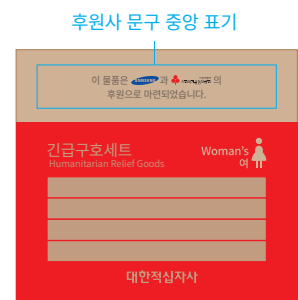 후원사 문구 중앙 표기
이 물품은 SAMSUNG 과 의
후원으로 마련되었습니다.
긴급구호세트
Humanitarian Relief Goods
Woman's
여
대한적십자사